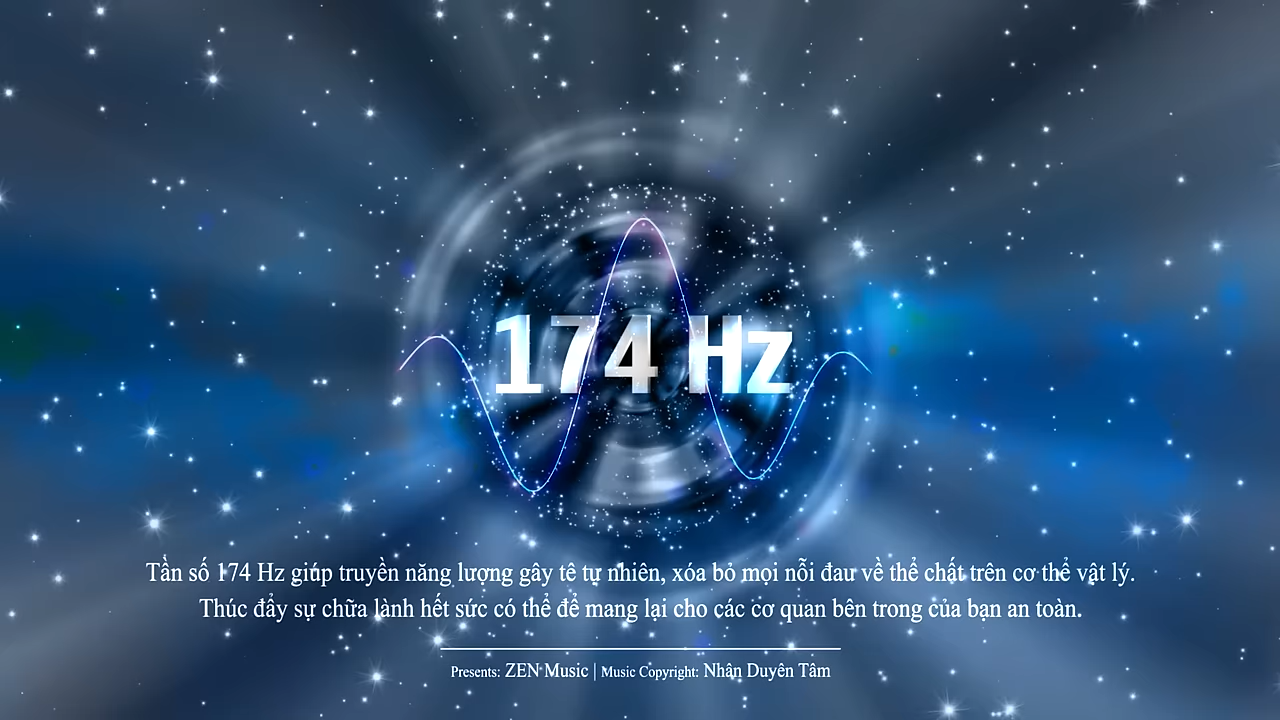 174 Hz
Tần số 174 Hz giúp truyền năng lượng gây tê tự nhiên, xóa bỏ mọi nỗi đau về thể chất trên cơ thể vật lý.
Thúc đẩy sự chữa lành hết sức có thể để mang lại cho các cơ quan bên trong của bạn an toàn.
Presents: ZEN Music | Music Copyright: Nhận Duyên Tâm